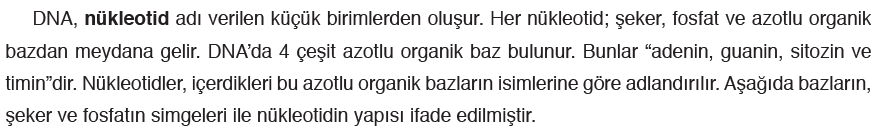 DNA, nükleotid adı verilen küçük birimlerden oluşur. Her nükleotid; şeker, fosfat ve azotlu organik
bazdan meydana gelir. DNA’da 4 çeşit azotlu organik baz bulunur. Bunlar “adenin, guanin, sitozin ve
timin”dir. Nükleotidler, içerdikleri bu azotlu organik bazların isimlerine göre adlandırılır. Aşağıda bazların,
şeker ve fosfatın simgeleri ile nükleotidin yapısı ifade edilmiştir.